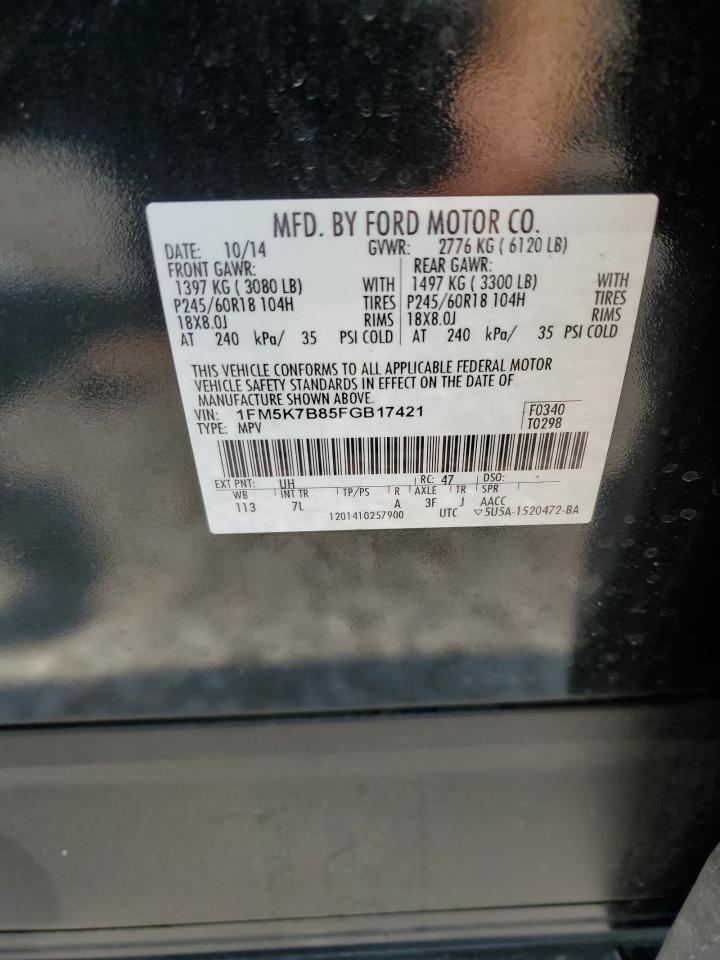 MFD. BY FORD MOTOR CO.
DATE: 10/14 GVWR: 2776 KG ( 6120 LB)
FRONT GAWR: REAR GAWR:
1397 KG ( 3080 LB) WITH 1497 KG ( 3300 LB) WITH
P245/60R18 104H TIRES P245/60R18 104H TIRES
18X8.0J RIMS 18X8.0J RIMS
AT 240 kPa/ 35 PSI COLD AT 240 kPa/ 35 PSI COLD
THIS VEHICLE CONFORMS TO ALL APPLICABLE FEDERAL MOTOR
VEHICLE SAFETY STANDARDS IN EFFECT ON THE DATE OF
MANUFACTURE SHOWN ABOVE.
VIN: 1FM5K7B85FGB17421 F0340
TYPE: MPV T0298
EXT PNT: UH RC: 47 DSO:
WB INT TR TP/PS R AXLE TR SPR
113 7L A 3F J AACC
1201410257900 UTC ▽5U5A-1520472-BA